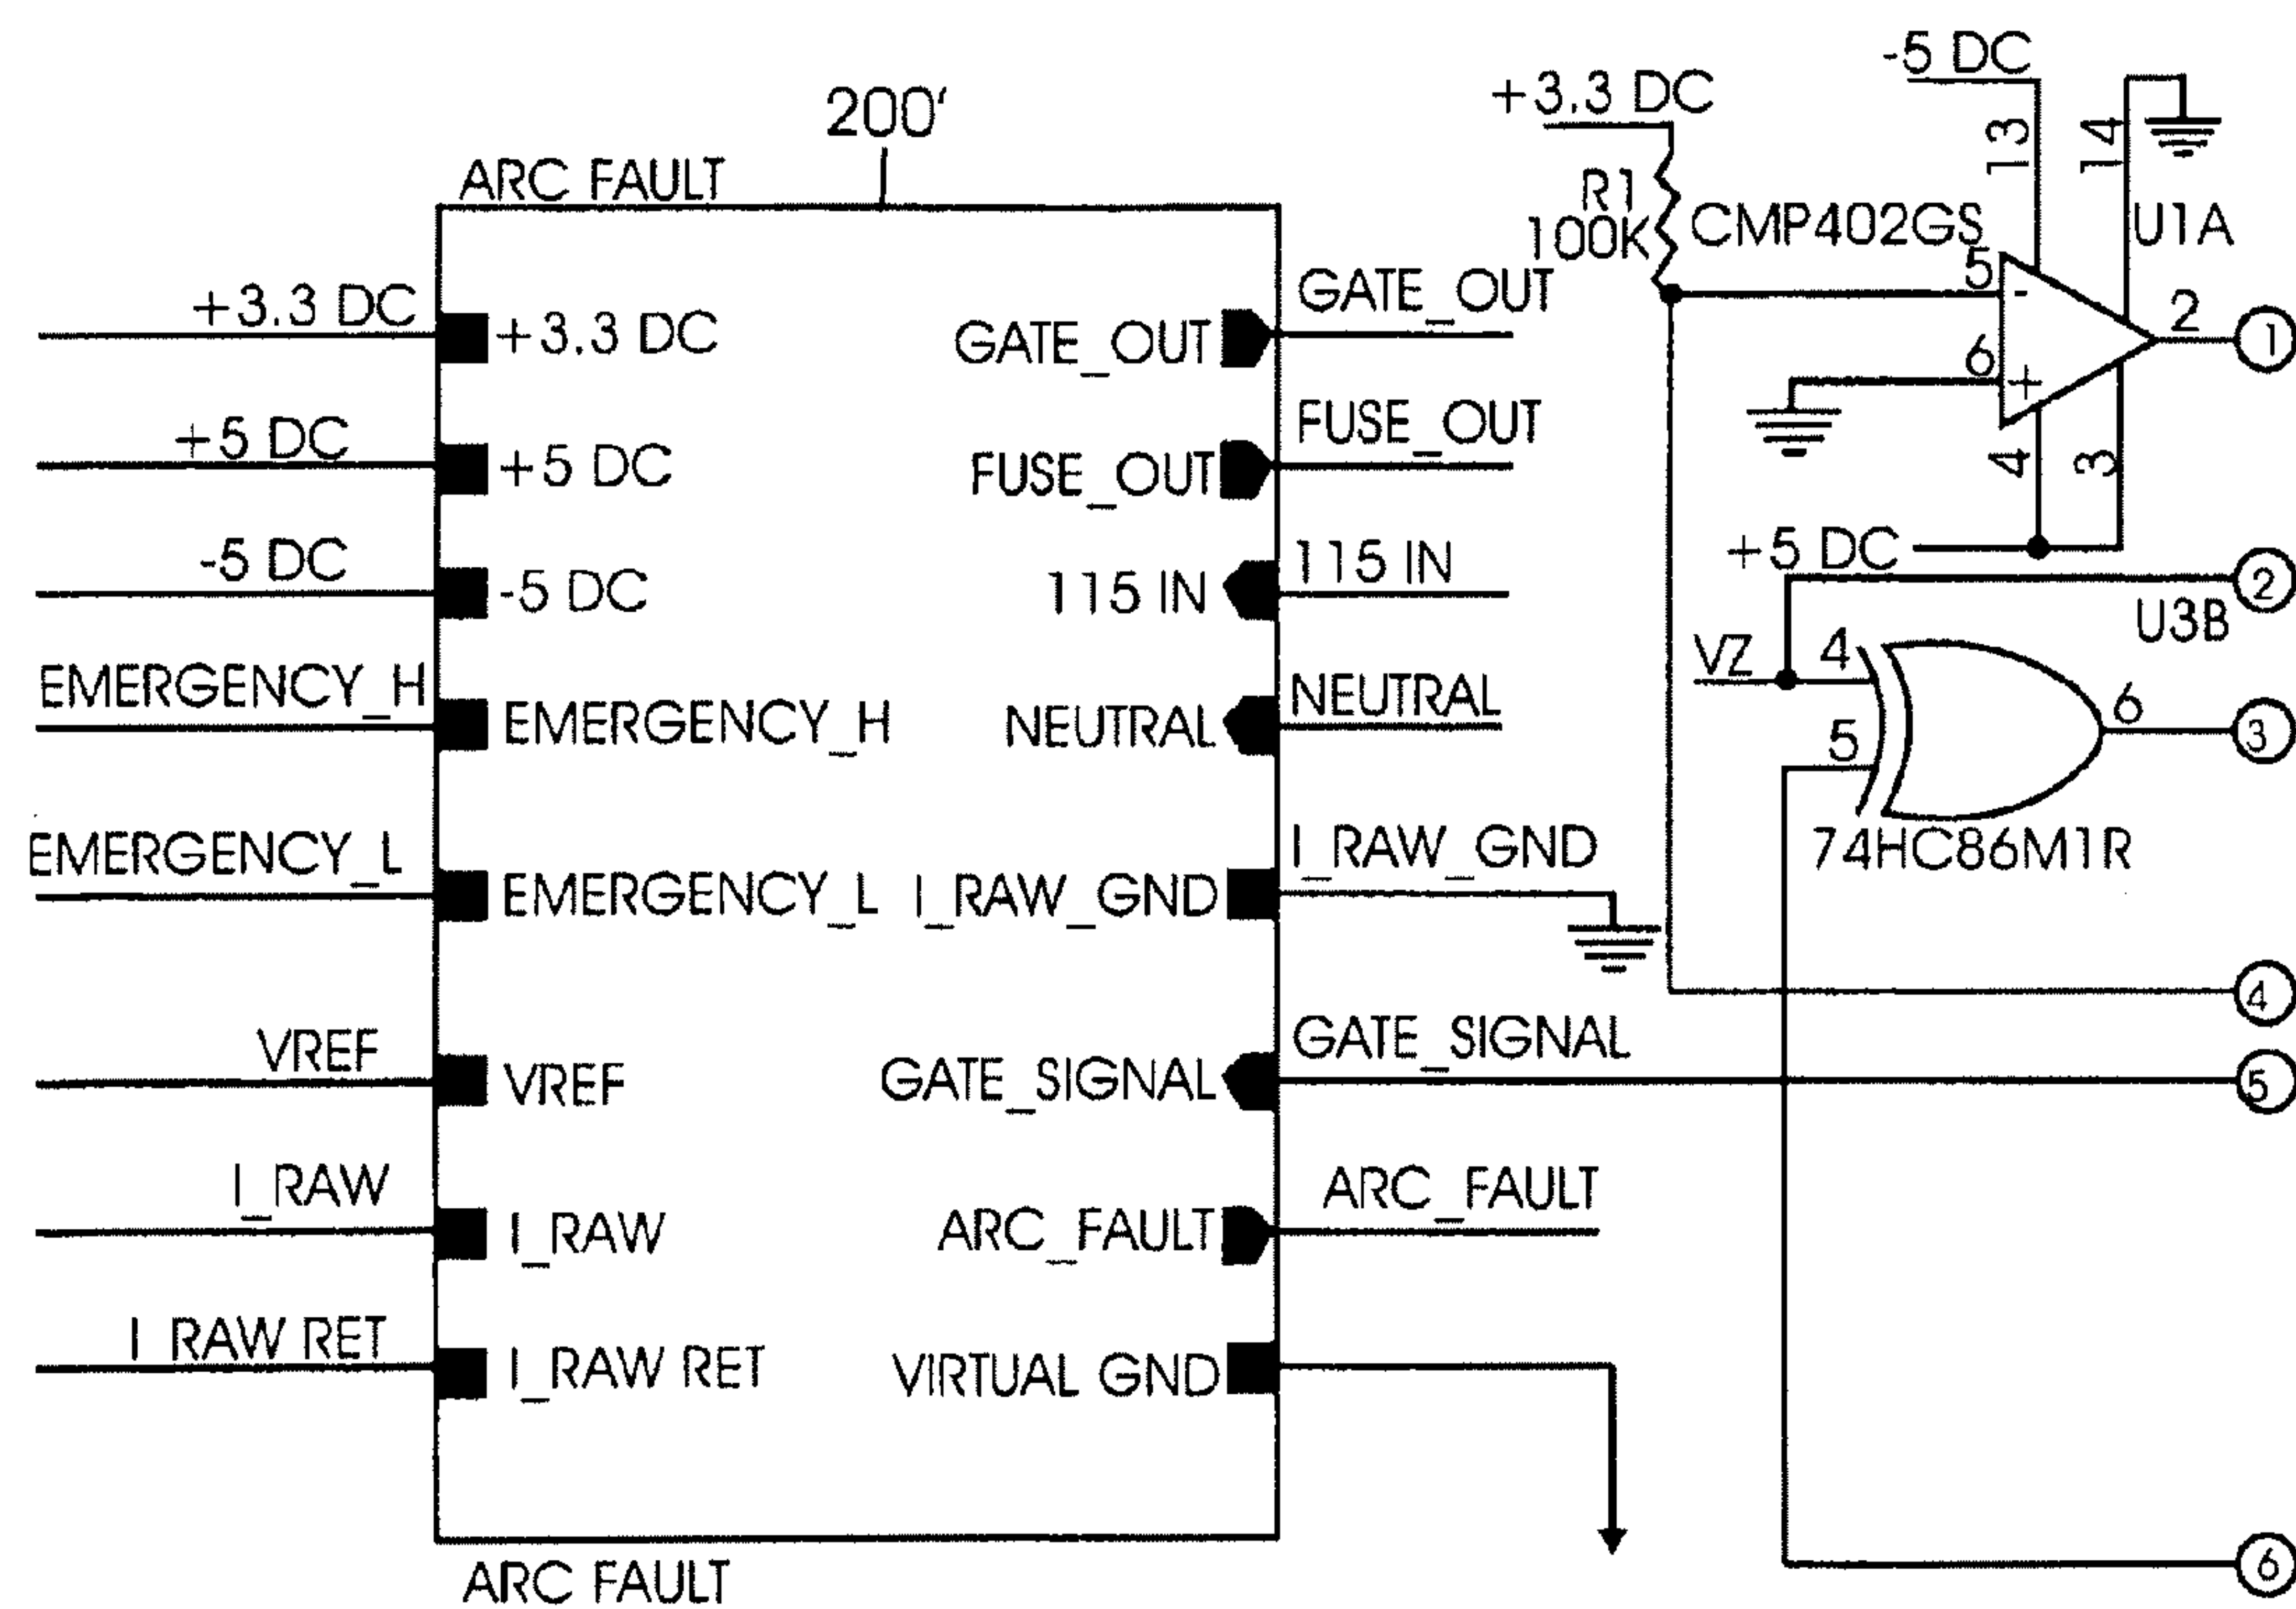 200'
ARC FAULT
+3.3 DC
+5 DC
-5 DC
EMERGENCY_H
EMERGENCY_L
VREF
I_RAW
I_RAW RET
+3.3 DC
+5 DC
-5 DC
EMERGENCY_H
EMERGENCY_L
VREF
I_RAW
I_RAW RET
GATE_OUT
FUSE_OUT
115 IN
NEUTRAL
I_RAW_GND
GATE_SIGNAL
ARC_FAULT
VIRTUAL GND
GATE_OUT
FUSE_OUT
115 IN
NEUTRAL
I_RAW_GND
GATE_SIGNAL
ARC_FAULT
ARC FAULT
-5 DC
+3.3 DC
13
14
R1
100K
CMP402GS
U1A
5
-
2
1
6
+
4
3
+5 DC
2
U3B
VZ
4
6
3
5
74HC86M1R
4
5
6